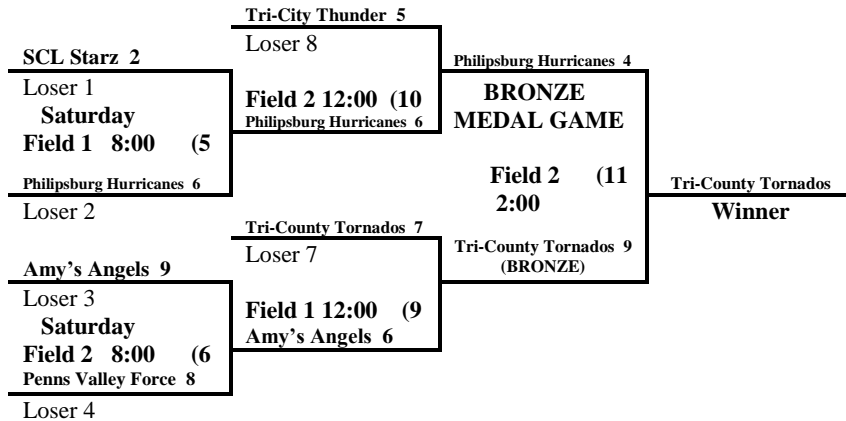 SCL Starz 2
Loser 1
Saturday
Field 1 8:00 (5
Philipsburg Hurricanes 6
Loser 2
Amy's Angels 9
Loser 3
Saturday
Field 2 8:00 (6
Penns Valley Force 8
Loser 4
Tri-City Thunder 5
Loser 8
Field 2 12:00 (10
Philipsburg Hurricanes 6
Tri-County Tornados 7
Loser 7
Field 1 12:00 (9
Amy's Angels 6
Philipsburg Hurricanes 4
BRONZE
MEDAL GAME
Field 2 (11
2:00
Tri-County Tornados 9
(BRONZE)
Tri-County Tornados
Winner